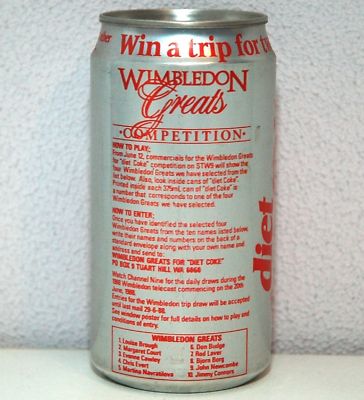 Win a trip for tw
WIMBLEDON
Greats
·COMPETITION·
HOW TO PLAY:
From June 12, commercials for the Wimbledon Greats
for "diet Coke" competition on STW9 will show the
four Wimbledon Greats we have selected from the
list below. Also, look inside cans of "diet Coke".
Printed inside each 375mL can of "diet Coke" is
a number that corresponds to one of the four
Wimbledon Greats we have selected.
HOW TO ENTER:
Once you have identified the selected four
Wimbledon Greats from the ten names listed below,
write their names and numbers on the back of a
standard envelope along with your own name and
address and send to:
WIMBLEDON GREATS FOR "DIET COKE"
PO BOX 9 TUART HILL WA 6060
Watch Channel Nine for the daily draws during the
1988 Wimbledon telecast commencing on the 20th
June, 1988.
Entries for the Wimbledon trip draw will be accepted
until last mail 29-6-88.
See window poster for full details on how to play and
conditions of entry.
diet
WIMBLEDON GREATS
1. Louise Brough
2. Margaret Court
3. Evonne Cawley
4. Chris Evert
5. Martina Navratilova
6. Don Budge
7. Rod Laver
8. Bjorn Borg
9. John Newcombe
10. Jimmy Connors